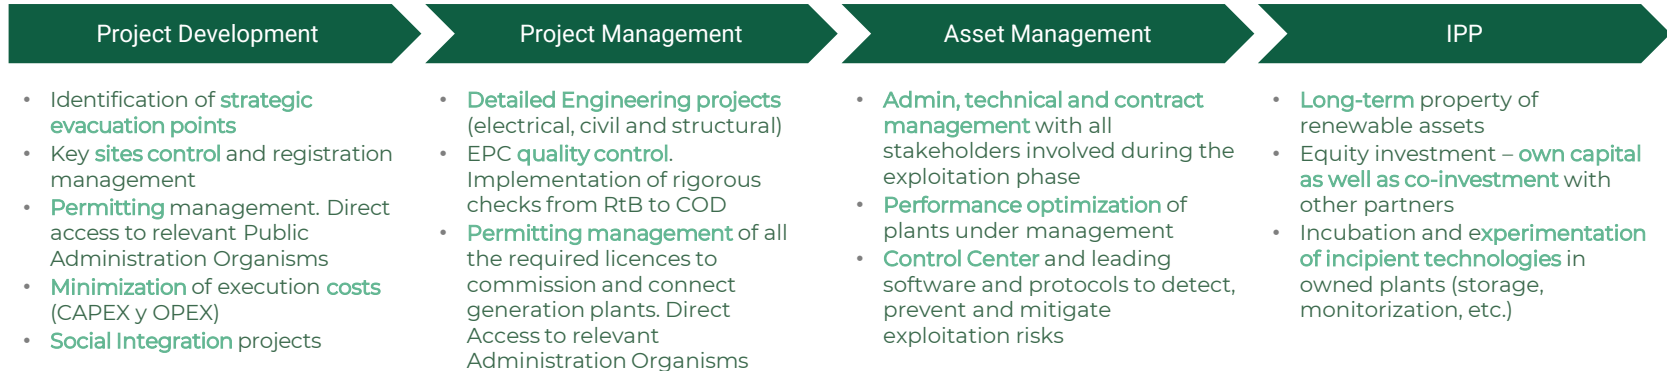 Project Development
Project Management
Asset Management
IPP
• Identification of strategic
evacuation points
• Key sites control and registration
management
• Permitting management. Direct
access to relevant Public
Administration Organisms
• Minimization of execution costs
(CAPEX y OPEX)
• Social Integration projects
• Detailed Engineering projects
(electrical, civil and structural)
• EPC quality control.
Implementation of rigorous
checks from RtB to COD
• Permitting management of all
the required licences to
commission and connect
generation plants. Direct
Access to relevant
Administration Organisms
• Admin, technical and contract
management with all
stakeholders involved during the
exploitation phase
• Performance optimization of
plants under management
• Control Center and leading
software and protocols to detect,
prevent and mitigate
exploitation risks
• Long-term property of
renewable assets
• Equity investment – own capital
as well as co-investment with
other partners
• Incubation and experimentation
of incipient technologies in
owned plants (storage,
monitorization, etc.)